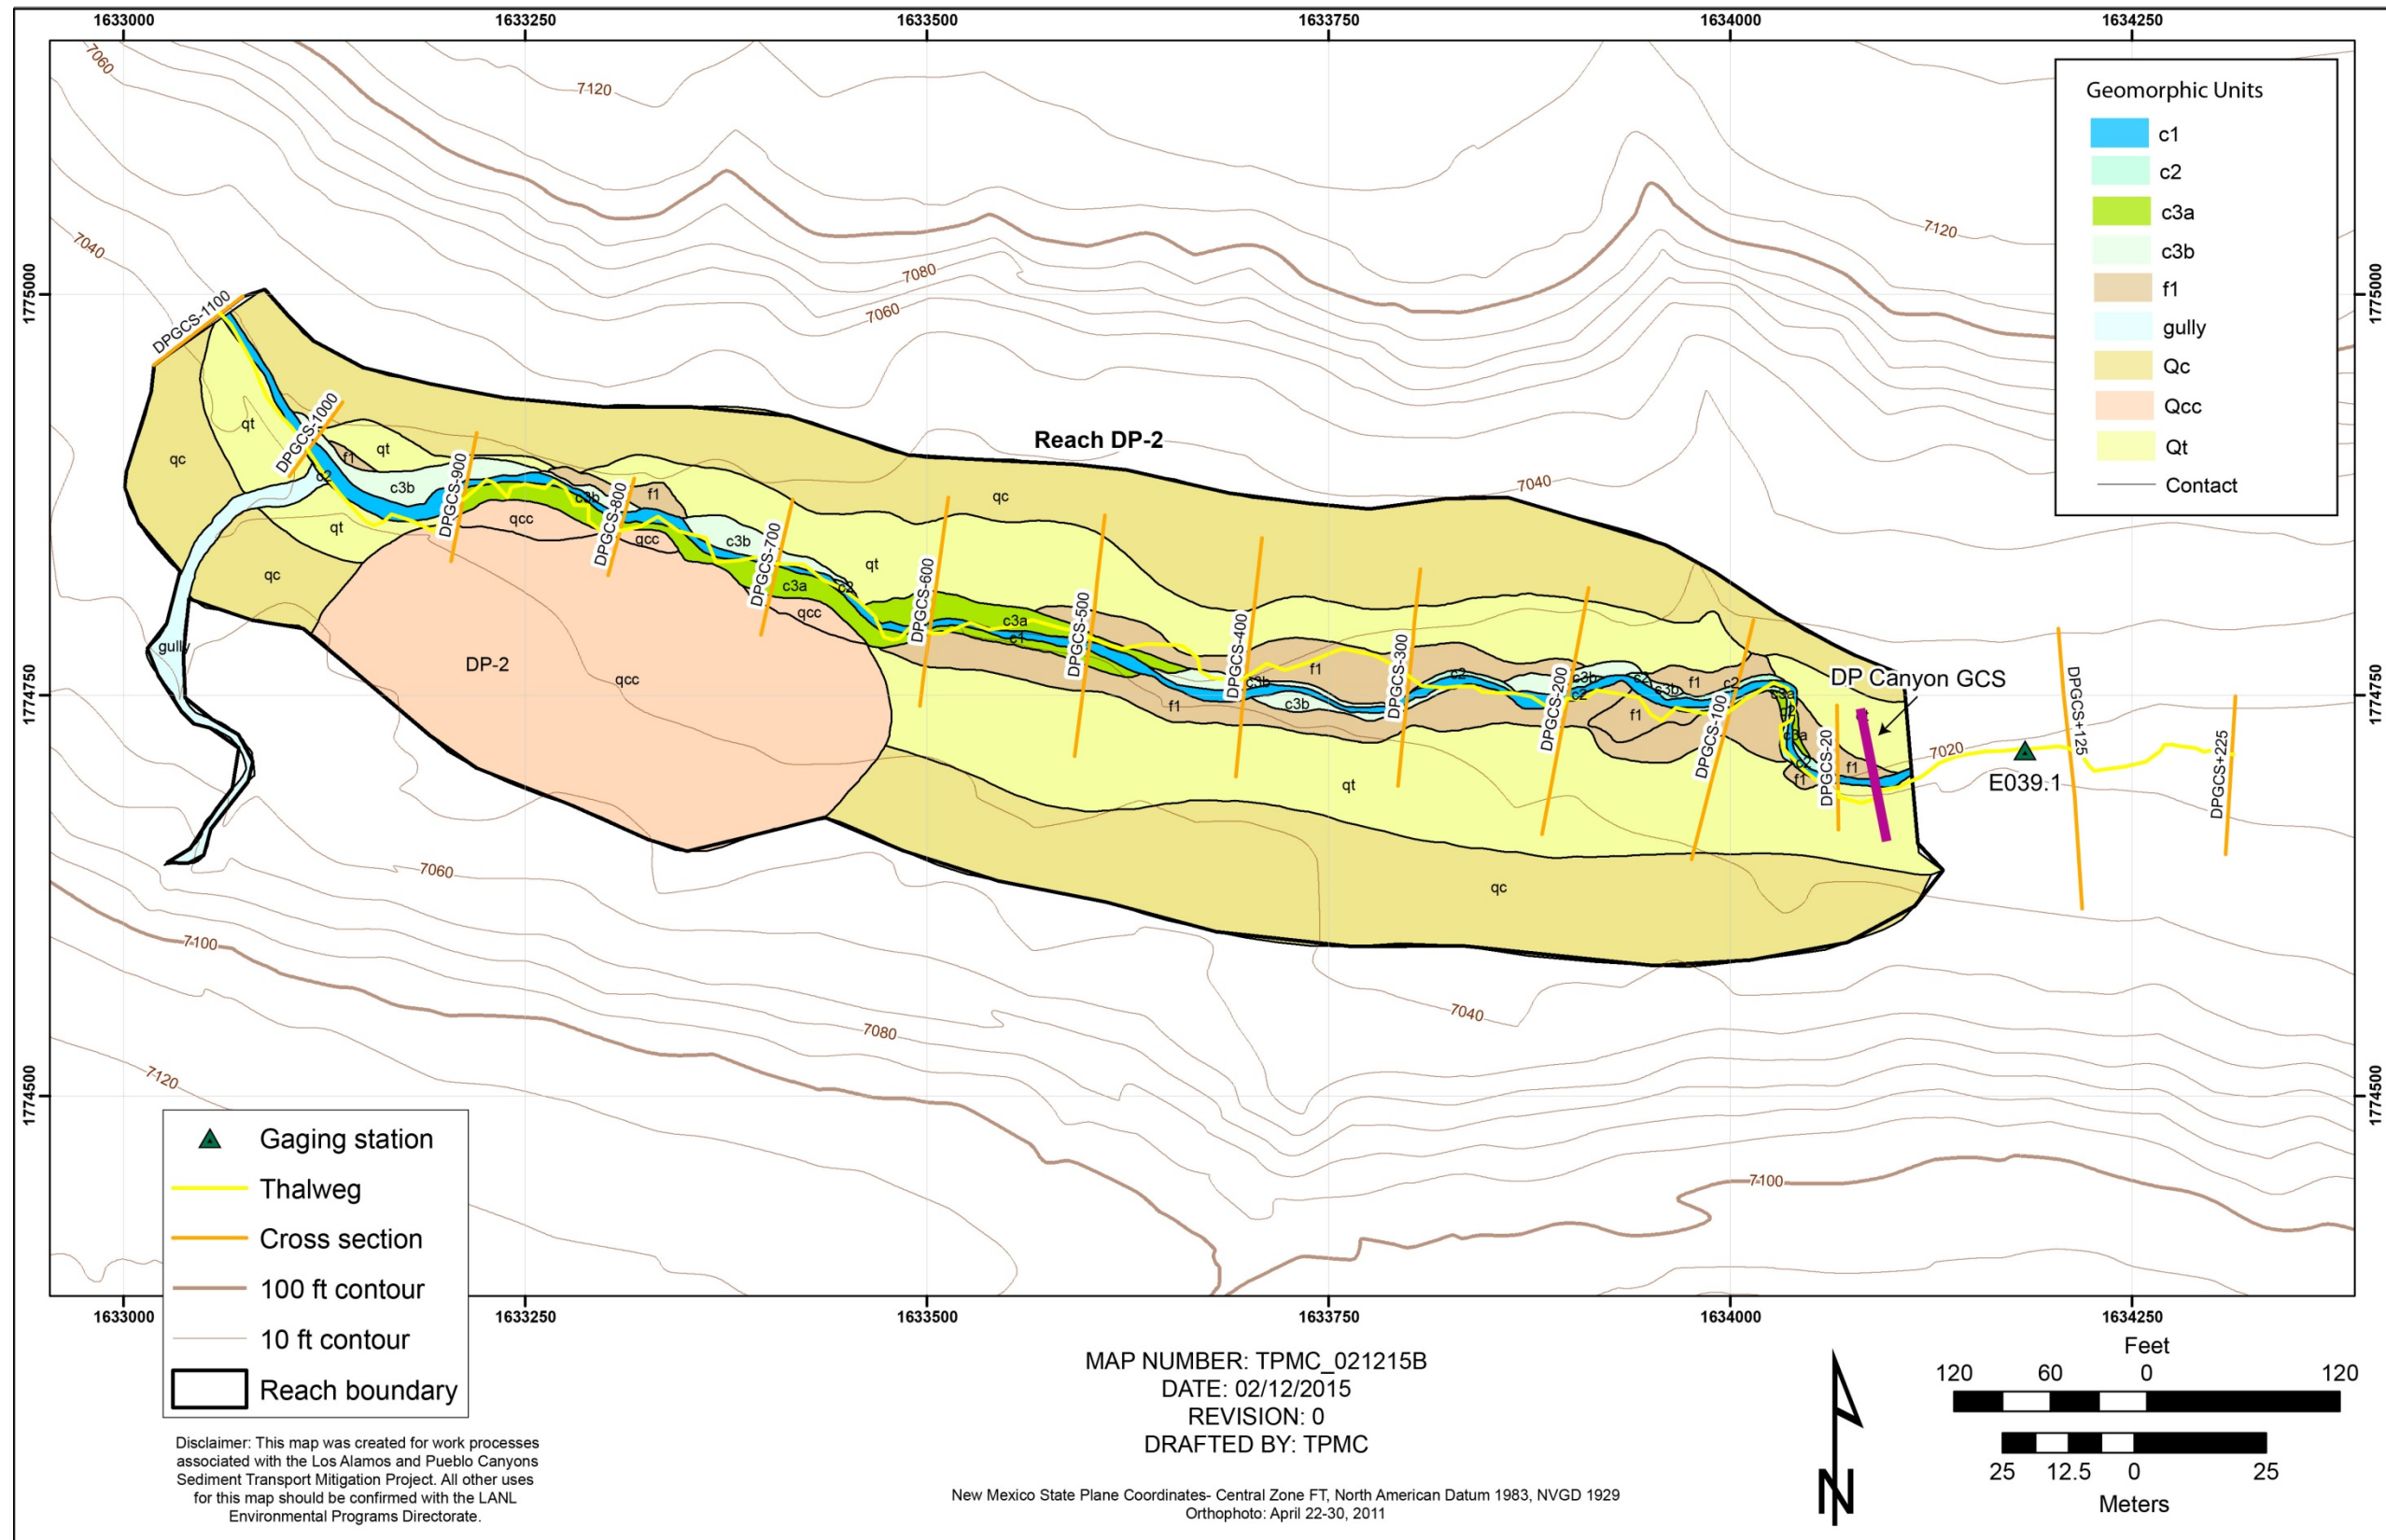 1633000
1633250
1633500
1633750
1634000
1634250
1775000
1774750
1774500
1775000
1774750
1774500
7060
7120
7040
7080
7060
7120
7040
Geomorphic Units
c1
c2
c3a
c3b
f1
gully
Qc
Qcc
Qt
Contact
Reach DP-2
DPGCS-1100
DPGCS-1000
DPGCS-900
DPGCS-800
DPGCS-700
DPGCS-600
DPGCS-500
DPGCS-400
DPGCS-300
DPGCS-200
DPGCS-100
DPGCS-20
DPGCS+125
DPGCS+225
qt
qt
qc
f1
c2
c3b
c3b
f1
qt
qcc
qcc
c3b
qc
qc
qt
c3a
c2
qcc
c3a
c1
gully
DP-2
qcc
f1
c3b
f1
c3b
c2
c3b
c2
c2
c3b
f1
c2
f1
c3a
c2
c3a
c2
f1
f1
qt
qc
DP Canyon GCS
7020
E039.1
7060
7100
7080
7120
7040
7100
Gaging station
Thalweg
Cross section
100 ft contour
10 ft contour
Reach boundary
1633000
1633250
1633500
1633750
1634000
1634250
Disclaimer: This map was created for work processes
associated with the Los Alamos and Pueblo Canyons
Sediment Transport Mitigation Project. All other uses
for this map should be confirmed with the LANL
Environmental Programs Directorate.
MAP NUMBER: TPMC_021215B
DATE: 02/12/2015
REVISION: 0
DRAFTED BY: TPMC
New Mexico State Plane Coordinates- Central Zone FT, North American Datum 1983, NVGD 1929
Orthophoto: April 22-30, 2011
N
Feet
120 60 0 120
25 12.5 0 25
Meters